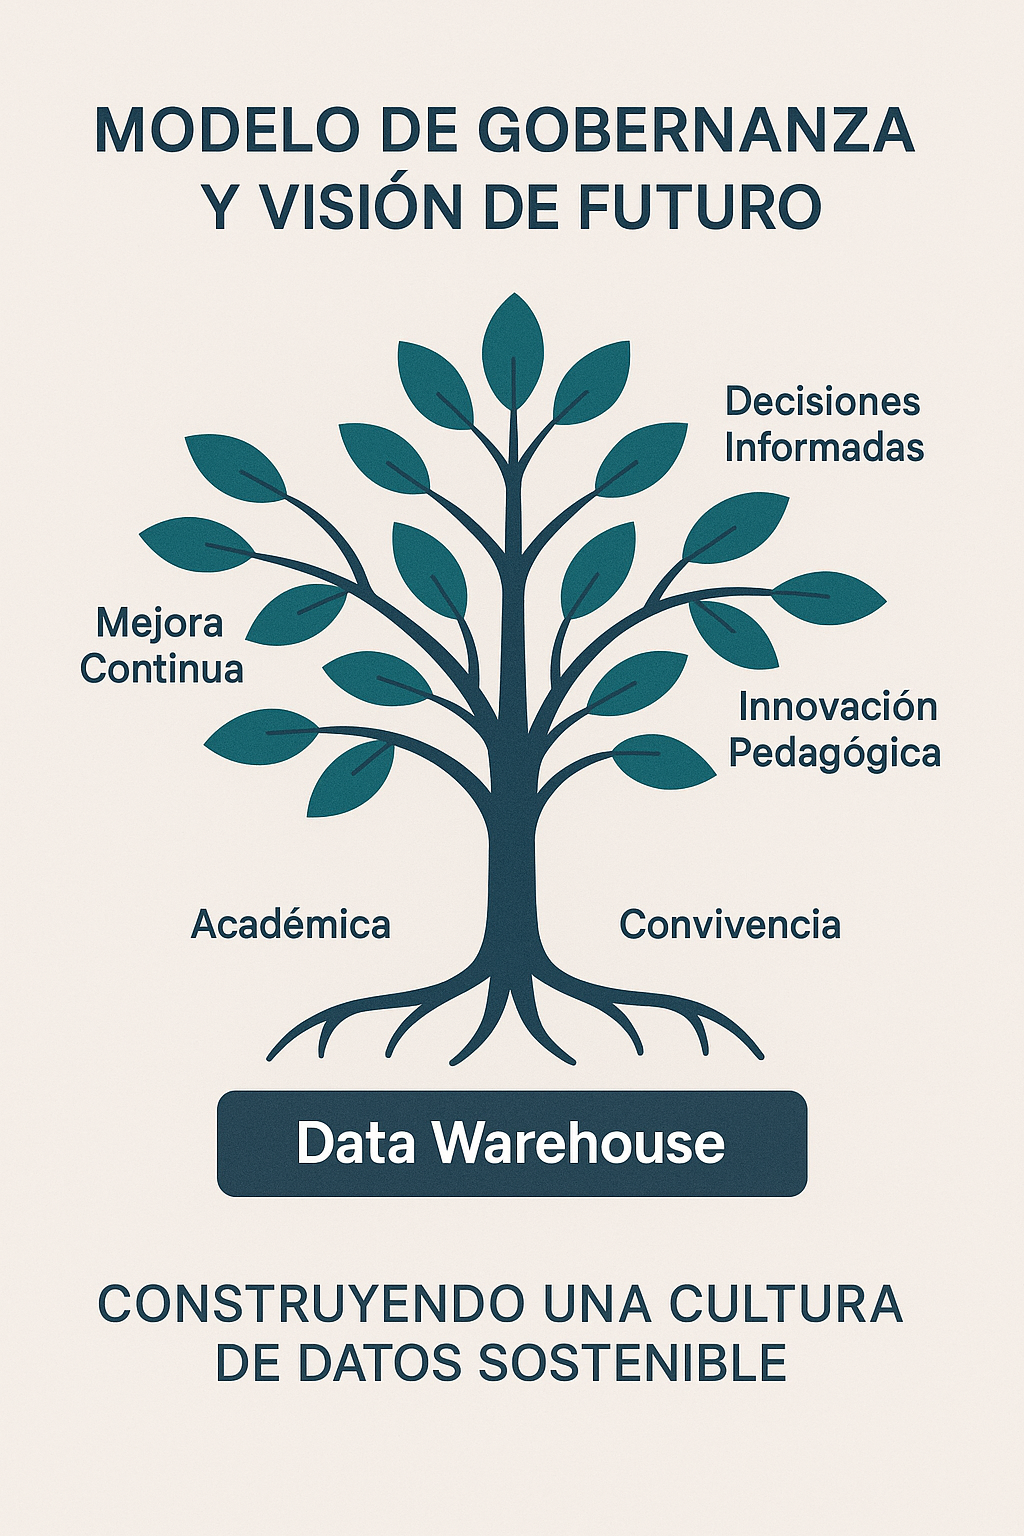 MODELO DE GOBERNANZA
Y VISIÓN DE FUTURO
Decisiones
Informadas
Mejora
Continua
Innovación
Pedagógica
Académica
Convivencia
Data Warehouse
CONSTRUYENDO UNA CULTURA
DE DATOS SOSTENIBLE